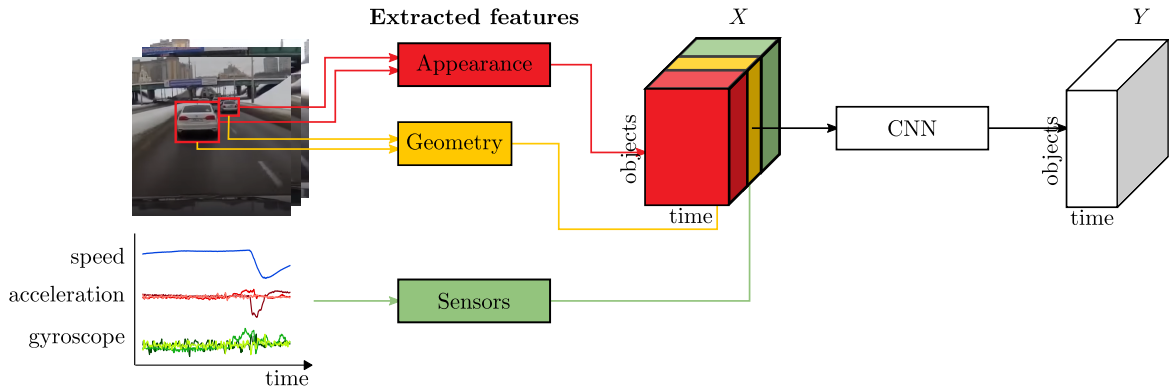 Extracted features
X
Y
Appearance
Geometry
objects
CNN
objects
time
time
speed
acceleration
Sensors
gyroscope
time